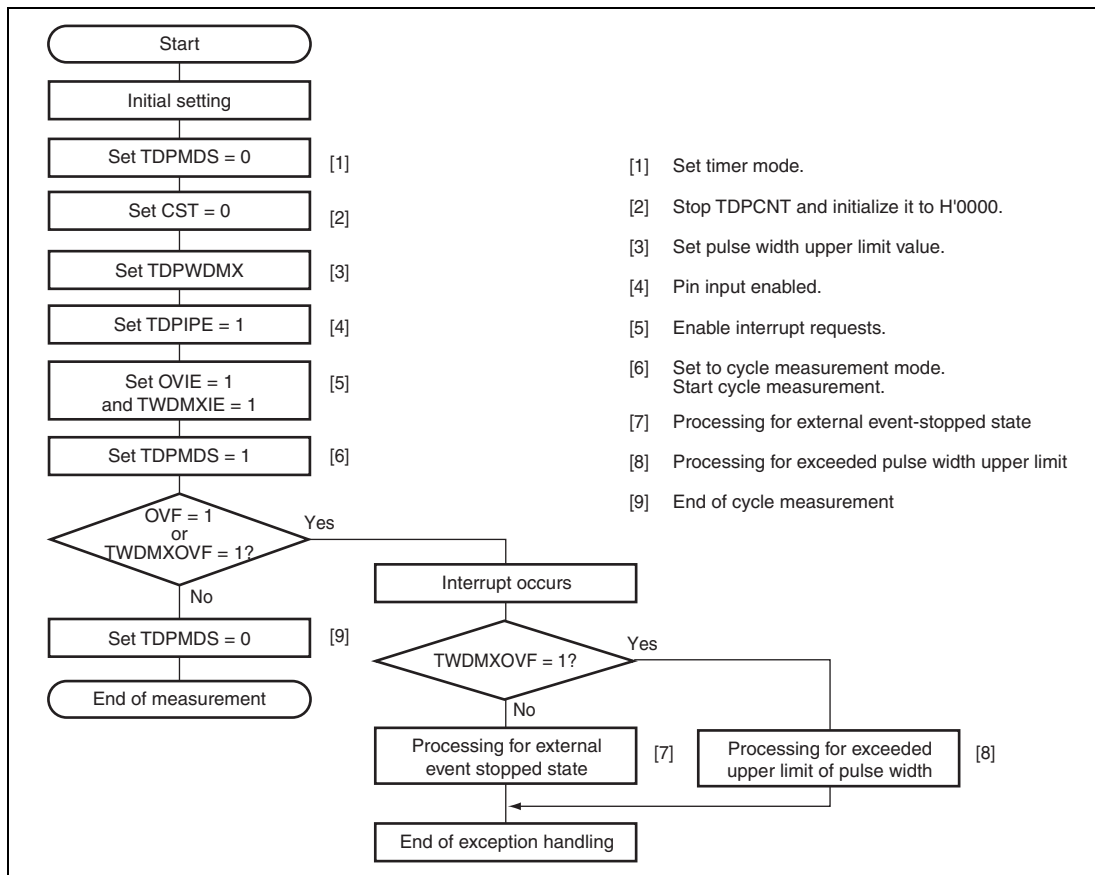 Start
Initial setting
Set TDPMDS = 0
[1]
Set CST = 0
[2]
Set TDPWDMX
[3]
Set TDPIPE = 1
[4]
Set OVIE = 1
and TWDMXIE = 1
[5]
Set TDPMDS = 1
[6]
OVF = 1
or
TWDMXOVF = 1?
Yes
No
Set TDPMDS = 0
[9]
End of measurement
Interrupt occurs
TWDMXOVF = 1?
Yes
No
Processing for external
event stopped state
[7]
Processing for exceeded
upper limit of pulse width
[8]
End of exception handling
[1] Set timer mode.
[2] Stop TDPCNT and initialize it to H'0000.
[3] Set pulse width upper limit value.
[4] Pin input enabled.
[5] Enable interrupt requests.
[6] Set to cycle measurement mode.
Start cycle measurement.
[7] Processing for external event-stopped state
[8] Processing for exceeded pulse width upper limit
[9] End of cycle measurement